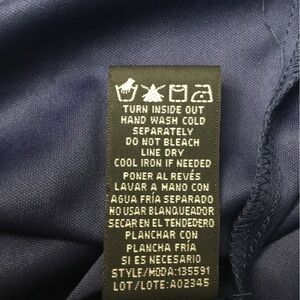 TURN INSIDE OUT
HAND WASH COLD
SEPARATELY
DO NOT BLEACH
LINE DRY
COOL IRON IF NEEDED
PONER AL REVÉS
LAVAR A MANO CON
AGUA FRÍA SEPARADO
NO USAR BLANQUEADOR
SECAR EN EL TENDEDERO
PLANCHAR CON
PLANCHA FRÍA
SI ES NECESARIO
STYLE/MODA:135591
LOT/LOTE:A02345